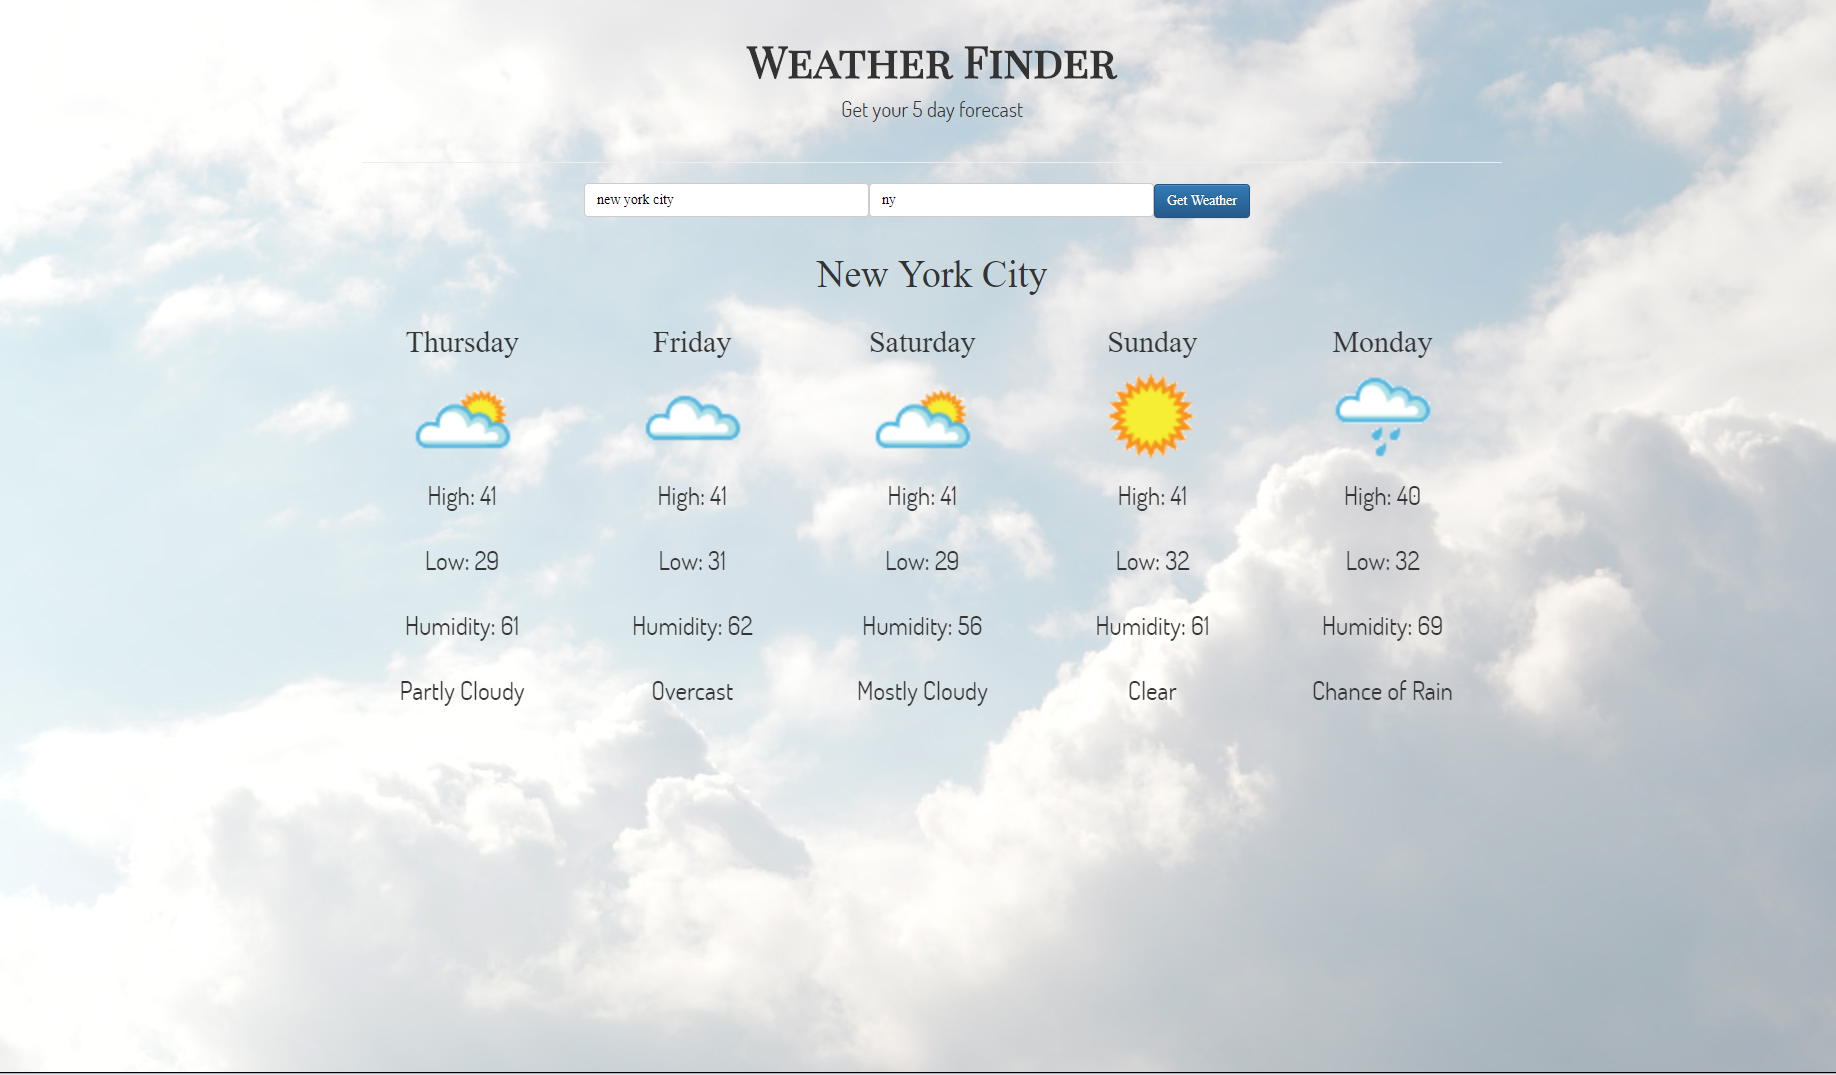 Weather Finder
Get your 5 day forecast
new york city ny Get Weather
New York City
Thursday Friday Saturday Sunday Monday
High: 41 High: 41 High: 41 High: 41 High: 40
Low: 29 Low: 31 Low: 29 Low: 32 Low: 32
Humidity: 61 Humidity: 62 Humidity: 56 Humidity: 61 Humidity: 69
Partly Cloudy Overcast Mostly Cloudy Clear Chance of Rain